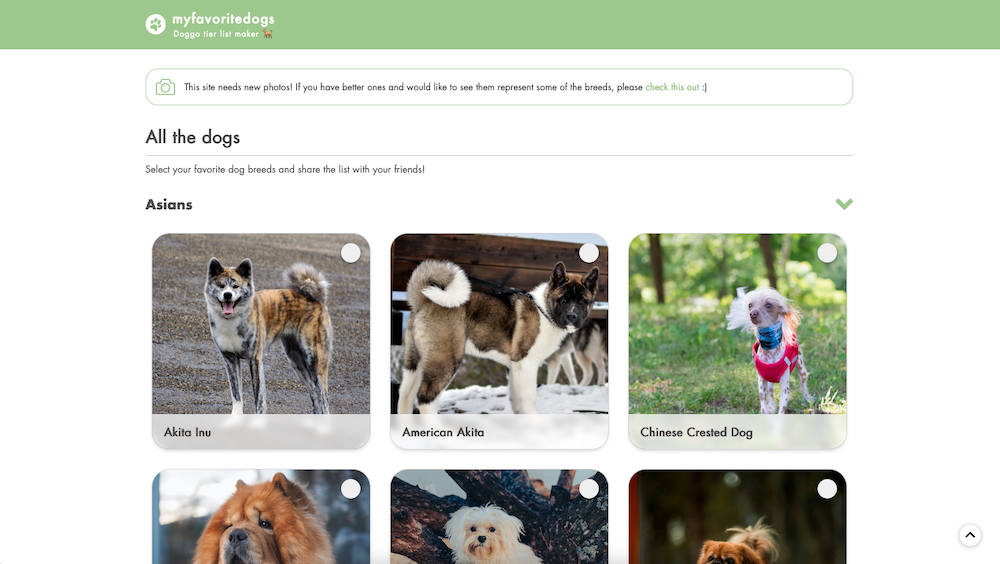 myfavoritedogs
Doggo tier list maker 🐕
This site needs new photos! If you have better ones and would like to see them represent some of the breeds, please check this out :)
All the dogs
Select your favorite dog breeds and share the list with your friends!
Asians
Akita Inu
American Akita
Chinese Crested Dog